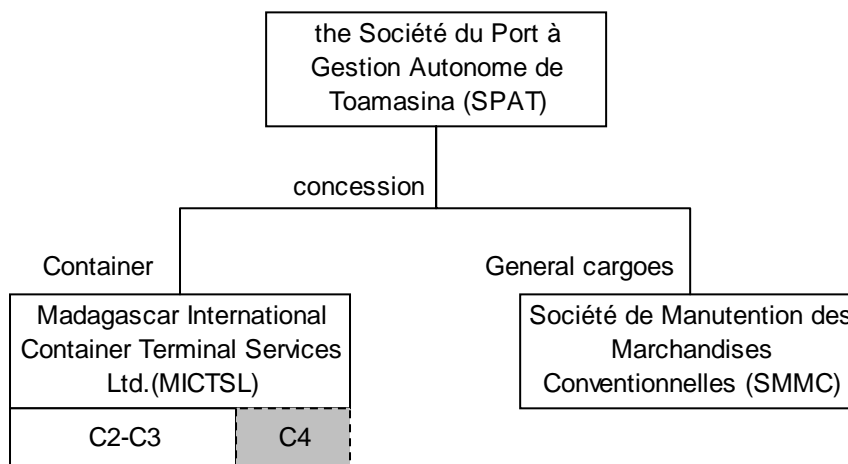 the Société du Port à
Gestion Autonome de
Toamasina (SPAT)
concession
Container
General cargoes
Madagascar International
Container Terminal Services
Ltd.(MICTSL)
Société de Manutention des
Marchandises
Conventionnelles (SMMC)
C2-C3
C4